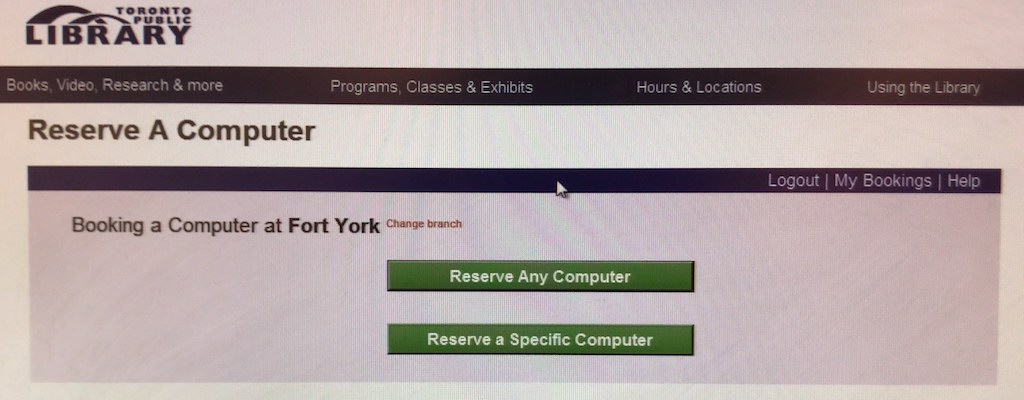 TORONTO
PUBLIC
LIBRARY
Books, Video, Research & more Programs, Classes & Exhibits Hours & Locations Using the Library
Reserve A Computer
Logout | My Bookings | Help
Booking a Computer at Fort York Change branch
Reserve Any Computer
Reserve a Specific Computer